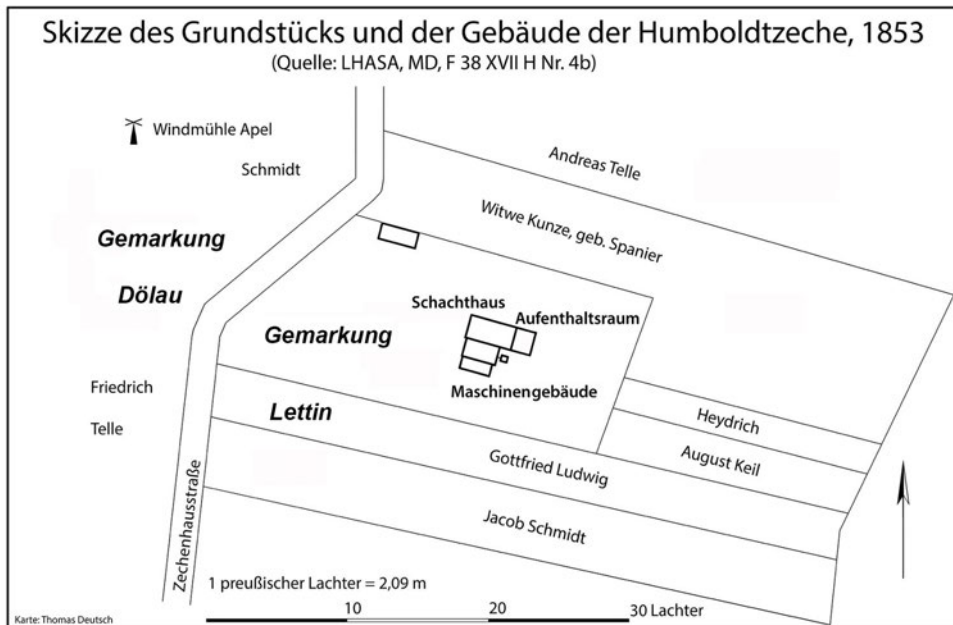 Skizze des Grundstücks und der Gebäude der Humboldtzeche, 1853
(Quelle: LHASA, MD, F 38 XVII H Nr. 4b)
Windmühle Apel
Schmidt
Andreas Telle
Witwe Kunze, geb. Spanier
Gemarkung
Dölau
Schachthaus
Aufenthaltsraum
Gemarkung
Maschinengebäude
Friedrich
Telle
Lettin
Heydrich
August Keil
Gottfried Ludwig
Jacob Schmidt
Zechenhausstraße
1 preußischer Lachter = 2,09 m
10
20
30 Lachter
Karte: Thomas Deutsch